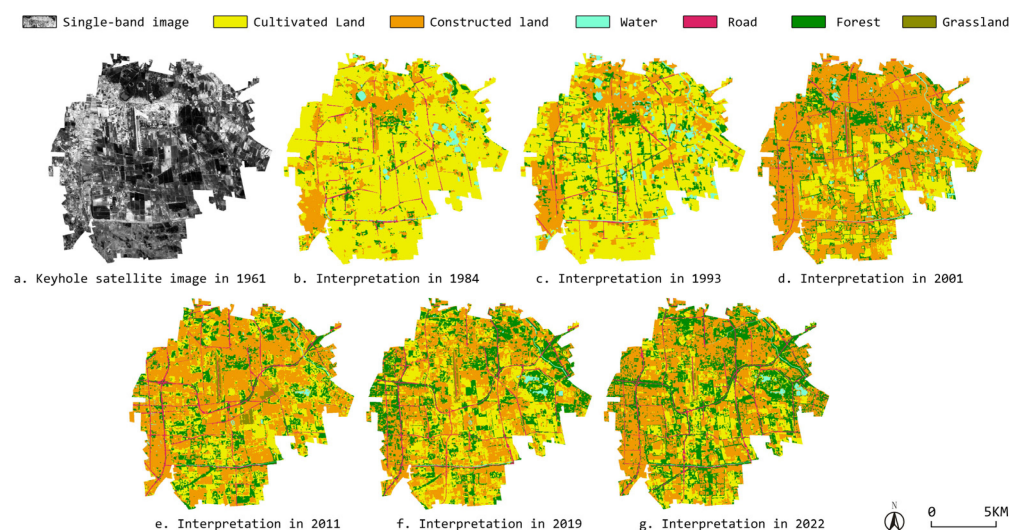 Single-band image Cultivated Land Constructed land Water Road Forest Grassland
a. Keyhole satellite image in 1961 b. Interpretation in 1984 c. Interpretation in 1993 d. Interpretation in 2001
e. Interpretation in 2011 f. Interpretation in 2019 g. Interpretation in 2022
N
0 5KM